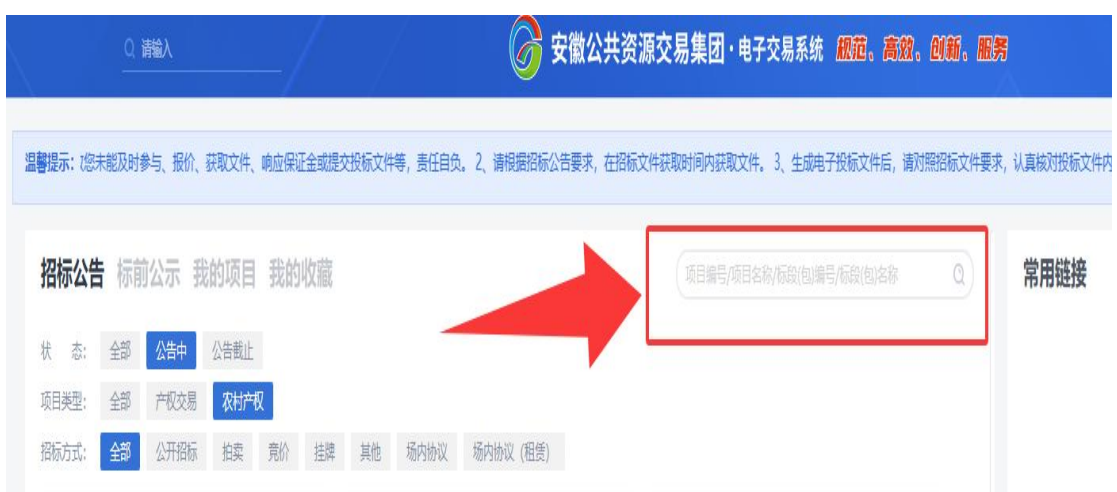 请输入
安徽公共资源交易集团·电子交易系统 规范、高效、创新、服务
温馨提示: 您未能及时参与、报价、获取文件、响应保证金或提交投标文件等，责任自负。2、请根据招标公告要求，在招标文件获取时间内获取文件。3、生成电子投标文件后，请对照招标文件要求，认真核对投标文件内
招标公告 标前公示 我的项目 我的收藏
项目编号/项目名称/标段(包)编号/标段(包)名称
常用链接
状 态: 全部 公告中 公告截止
项目类型: 全部 产权交易 农村产权
招标方式: 全部 公开招标 拍卖 竞价 挂牌 其他 场内协议 场内协议 (租赁)